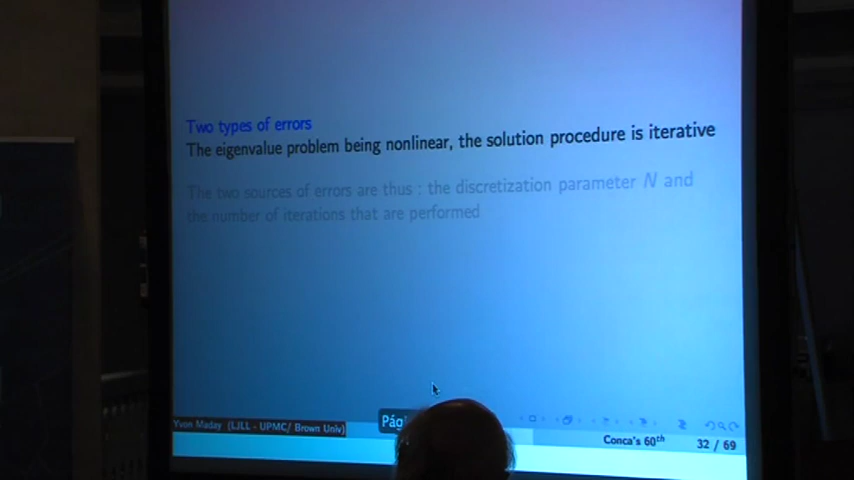 Two types of errors
The eigenvalue problem being nonlinear, the solution procedure is iterative
The two sources of errors are thus : the discretization parameter N and
the number of iterations that are performed
Yvon Maday (LJLL - UPMC/ Brown Univ)
Conca's 60th
32 / 69